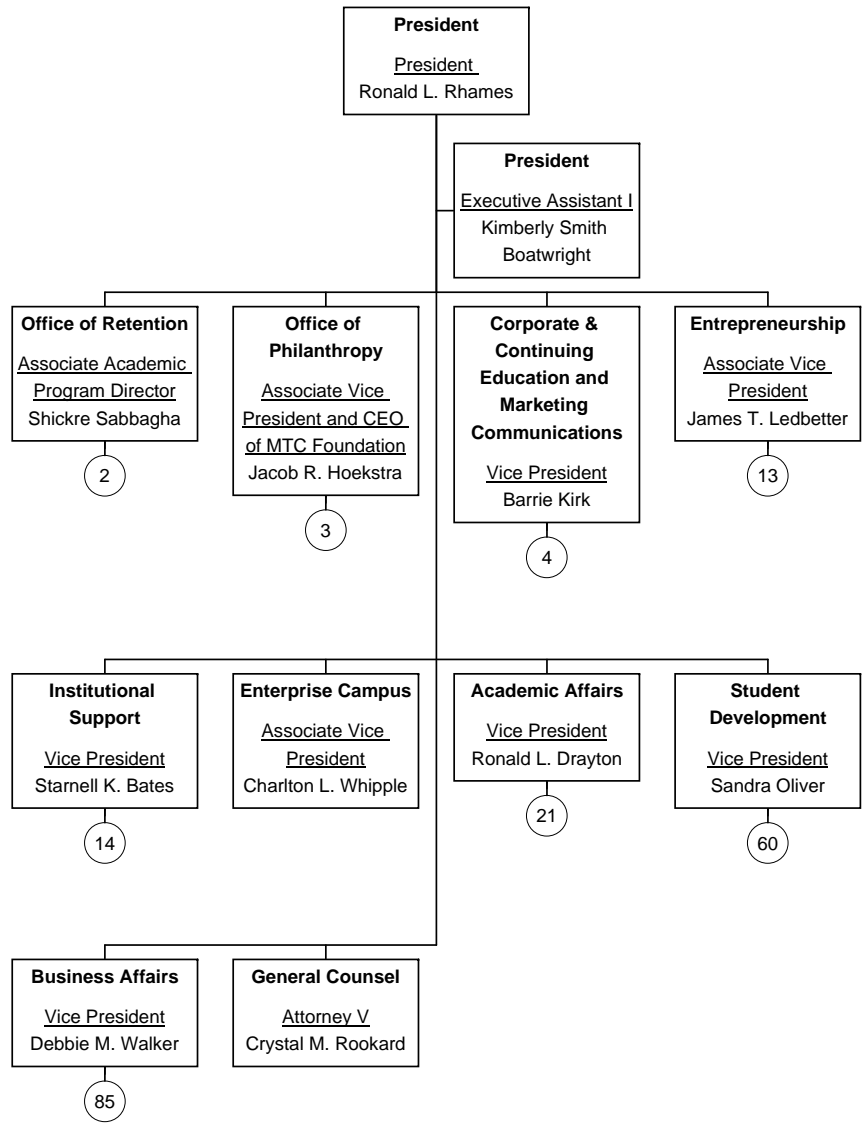 President
President
Ronald L. Rhames
President
Executive Assistant I
Kimberly Smith
Boatwright
Office of Retention
Associate Academic
Program Director
Shickre Sabbagha
2
Office of
Philanthropy
Associate Vice
President and CEO
of MTC Foundation
Jacob R. Hoekstra
3
Corporate &
Continuing
Education and
Marketing
Communications
Vice President
Barrie Kirk
4
Entrepreneurship
Associate Vice
President
James T. Ledbetter
13
Institutional
Support
Vice President
Starnell K. Bates
14
Enterprise Campus
Associate Vice
President
Charlton L. Whipple
Academic Affairs
Vice President
Ronald L. Drayton
21
Student
Development
Vice President
Sandra Oliver
60
Business Affairs
Vice President
Debbie M. Walker
85
General Counsel
Attorney V
Crystal M. Rookard